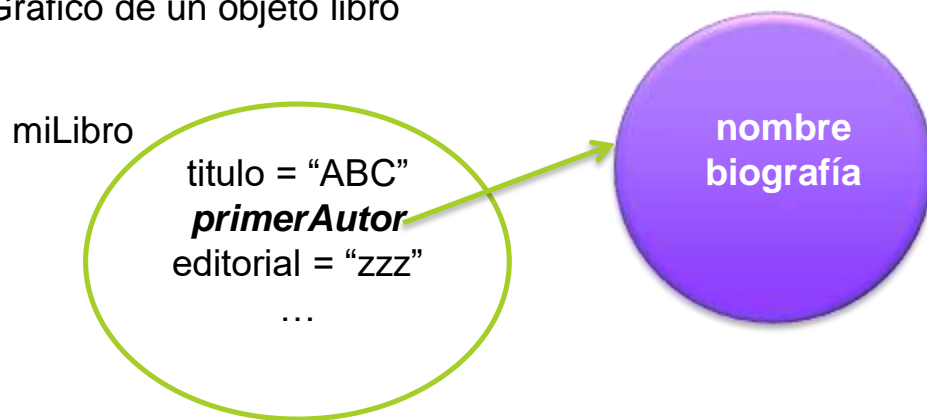 Gráfico de un objeto libro
miLibro
titulo = “ABC”
primerAutor
editorial = “zzz”
…
nombre
biografía